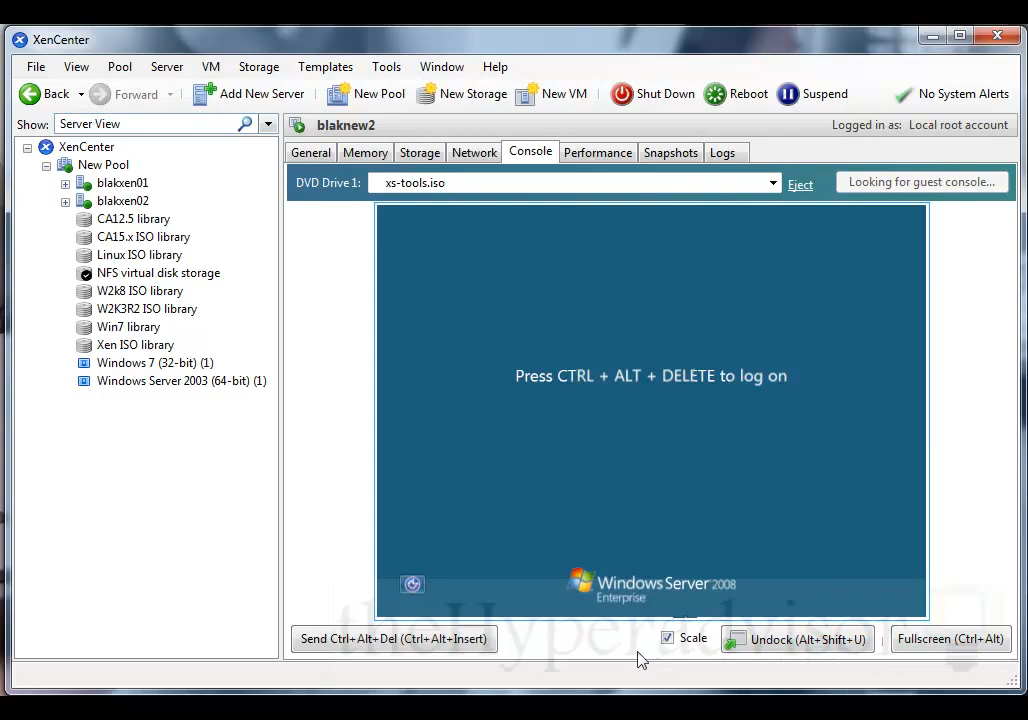 XenCenter
File View Pool Server VM Storage Templates Tools Window Help
Back Forward Add New Server New Pool New Storage New VM Shut Down Reboot Suspend No System Alerts
Show: Server View
blaknew2 Logged in as: Local root account
XenCenter
New Pool
blakxen01
blakxen02
CA12.5 library
CA15.x ISO library
Linux ISO library
NFS virtual disk storage
W2k8 ISO library
W2K3R2 ISO library
Win7 library
Xen ISO library
Windows 7 (32-bit) (1)
Windows Server 2003 (64-bit) (1)
General Memory Storage Network Console Performance Snapshots Logs
DVD Drive 1: xs-tools.iso Eject Looking for guest console...
Press CTRL + ALT + DELETE to log on
Windows Server 2008
Enterprise
theHyperadvisor
Send Ctrl+Alt+Del (Ctrl+Alt+Insert) Scale Undock (Alt+Shift+U) Fullscreen (Ctrl+Alt)